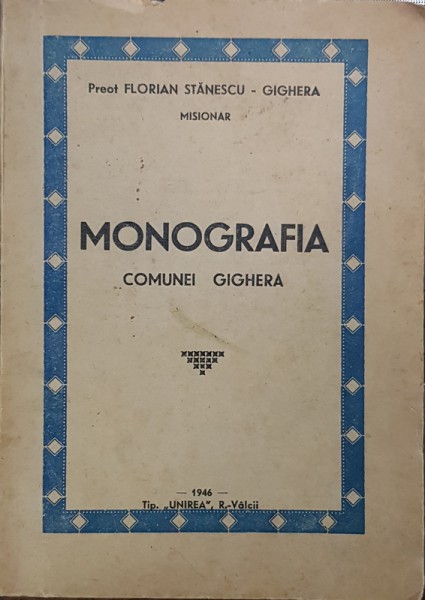 Preot FLORIAN STĂNESCU - GIGHERA
MISIONAR
MONOGRAFIA
COMUNEI GIGHERA
— 1946 —
Tip. „UNIREA", R.-Vâlcii